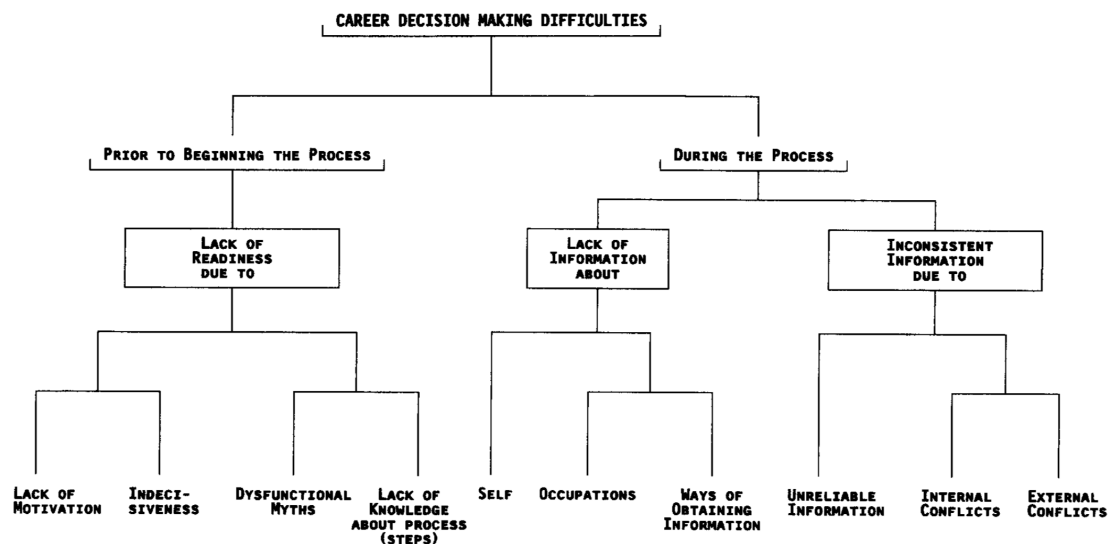 CAREER DECISION MAKING DIFFICULTIES
PRIOR TO BEGINNING THE PROCESS
DURING THE PROCESS
LACK OF
READINESS
DUE TO
LACK OF
INFORMATION
ABOUT
INCONSISTENT
INFORMATION
DUE TO
LACK OF
MOTIVATION
INDECI-
SIVENESS
DYSFUNCTIONAL
MYTHS
LACK OF
KNOWLEDGE
ABOUT PROCESS
(STEPS)
SELF
OCCUPATIONS
WAYS OF
OBTAINING
INFORMATION
UNRELIABLE
INFORMATION
INTERNAL
CONFLICTS
EXTERNAL
CONFLICTS